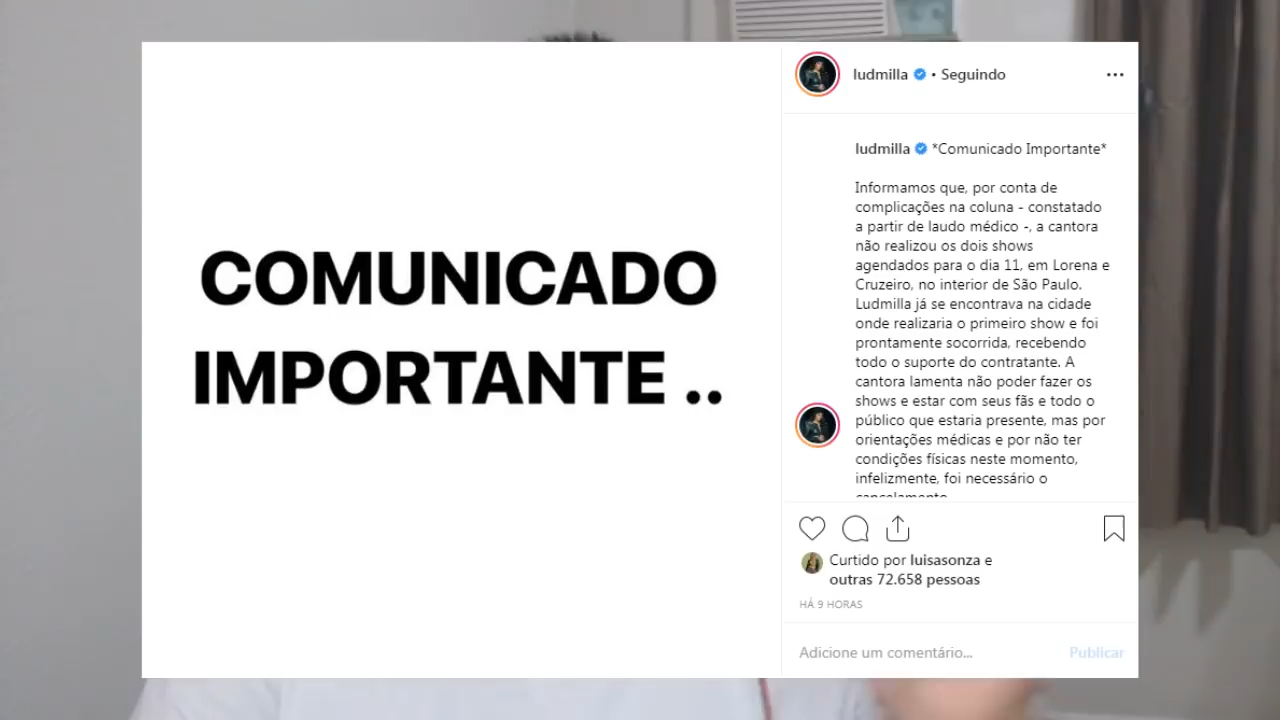 COMUNICADO
IMPORTANTE ..
ludmilla • Seguindo
ludmilla *Comunicado Importante*
Informamos que, por conta de
complicações na coluna - constatado
a partir de laudo médico -, a cantora
não realizou os dois shows
agendados para o dia 11, em Lorena e
Cruzeiro, no interior de São Paulo.
Ludmilla já se encontrava na cidade
onde realizaria o primeiro show e foi
prontamente socorrida, recebendo
todo o suporte do contratante. A
cantora lamenta não poder fazer os
shows e estar com seus fãs e todo o
público que estaria presente, mas por
orientações médicas e por não ter
condições físicas neste momento,
infelizmente, foi necessário o
cancelamento
Curtido por luisasonza e
outras 72.658 pessoas
HÁ 9 HORAS
Adicione um comentário...
Publicar